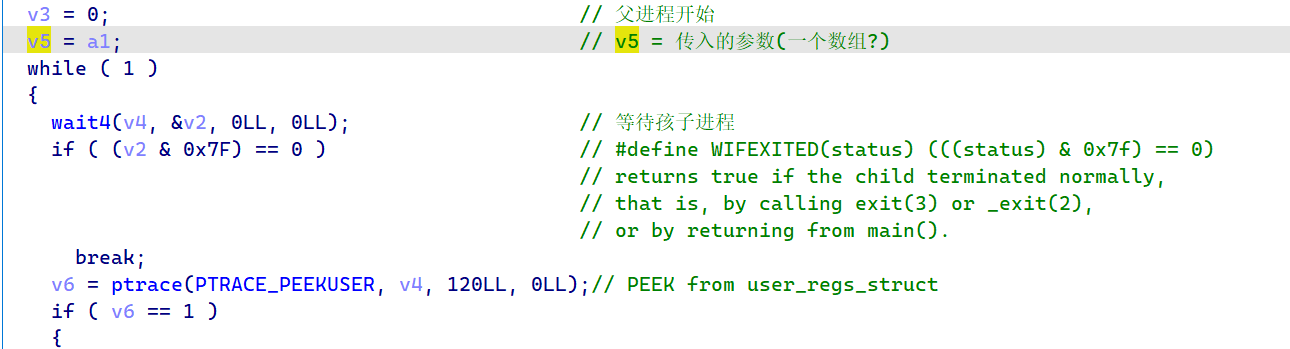 v3 = 0; // 父进程开始
v5 = a1; // v5 = 传入的参数(一个数组?)
while ( 1 )
{
wait4(v4, &v2, 0LL, 0LL); // 等待孩子进程
if ( (v2 & 0x7F) == 0 ) // #define WIFEXITED(status) (((status) & 0x7f) == 0)
// returns true if the child terminated normally,
// that is, by calling exit(3) or _exit(2),
// or by returning from main().
break;
v6 = ptrace(PTRACE_PEEKUSER, v4, 120LL, 0LL);// PEEK from user_regs_struct
if ( v6 == 1 )
{